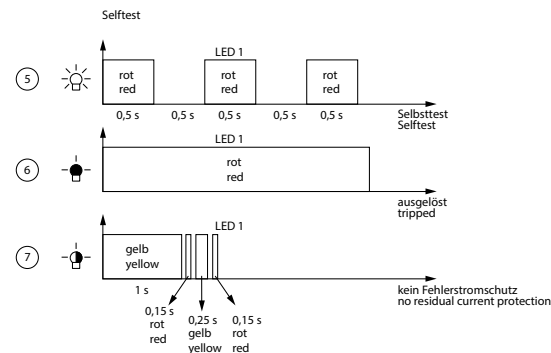 Selftest
LED 1
5
rot
red
rot
red
rot
red
0,5 s 0,5 s 0,5 s 0,5 s 0,5 s
Selbsttest
Selftest
LED 1
6
rot
red
ausgelöst
tripped
LED 1
7
gelb
yellow
1 s
kein Fehlerstromschutz
no residual current protection
0,15 s
rot
red
0,25 s
gelb
yellow
0,15 s
rot
red